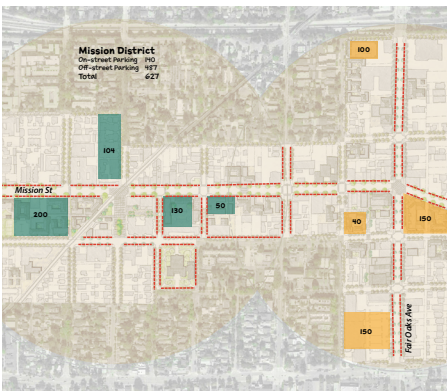 Mission District
On-street Parking 140
Off-street Parking 487
Total 627
100
104
Mission St
200
130
50
40
150
150
Fair Oaks Ave